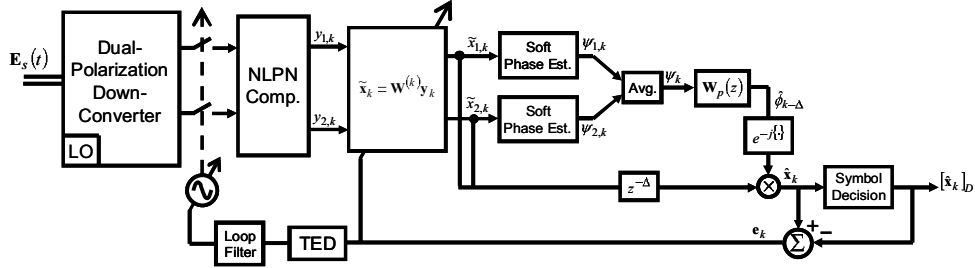 E_s(t)
Dual-
Polarization
Down-
Converter
LO
NLPN
Comp.
y_{1,k}
y_{2,k}
x̃_k = W^{(k)} y_k
x̃_{1,k}
x̃_{2,k}
Soft
Phase Est.
Soft
Phase Est.
ψ_{1,k}
ψ_{2,k}
Avg.
ψ_k
W_p(z)
φ̂_{k−Δ}
e^{−j{·}}
z^{−Δ}
×
x̂_k
Symbol
Decision
[x̂_k]_D
+
−
Σ
e_k
TED
Loop
Filter